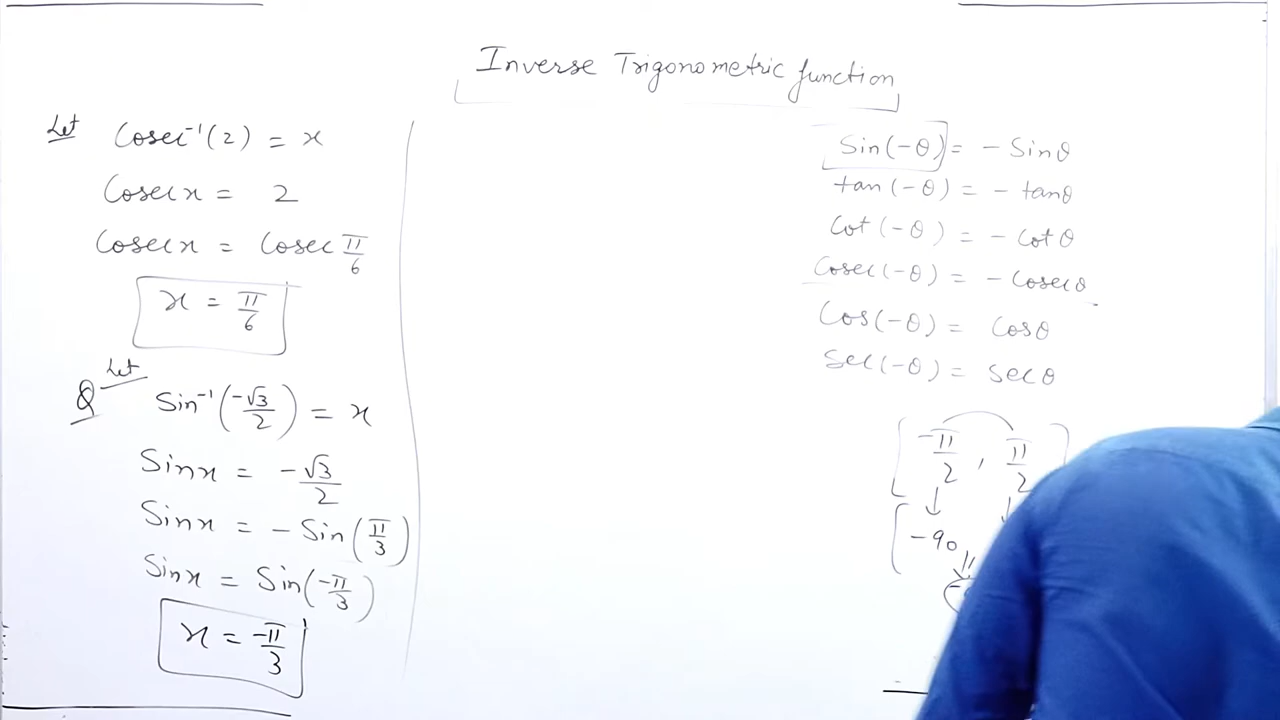 Inverse Trigonometric function
Let Cosec⁻¹(2) = x
Cosec x = 2
Cosec x = Cosec π/6
x = π/6
Q Let Sin⁻¹(-√3/2) = x
Sin x = -√3/2
Sin x = - Sin(π/3)
Sin x = Sin(-π/3)
x = -π/3
Sin(-θ) = - Sinθ
tan(-θ) = - tanθ
Cot(-θ) = - Cotθ
Cosec(-θ) = - Cosecθ
Cos(-θ) = Cosθ
Sec(-θ) = Secθ
[-π/2, π/2]
[-90